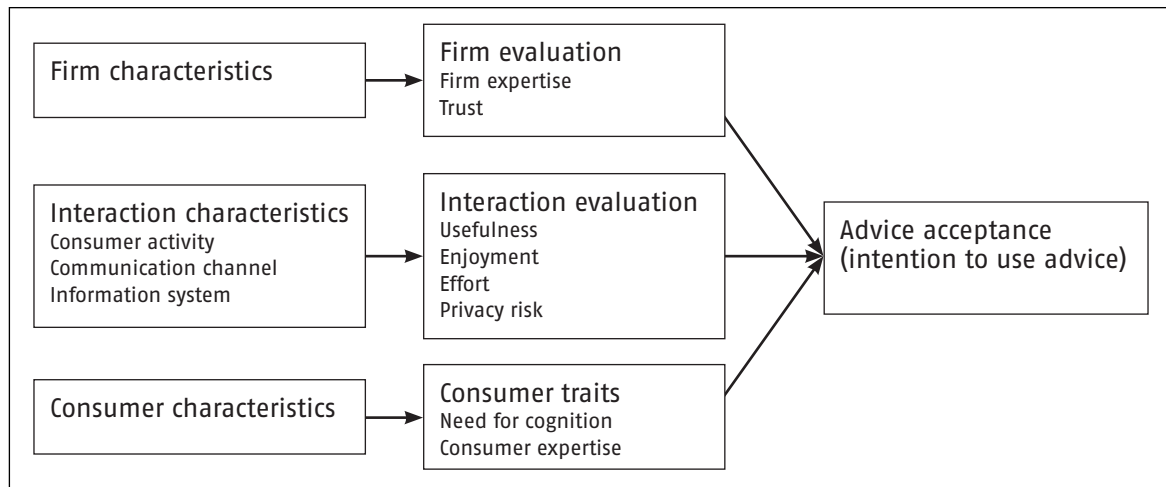 Firm characteristics
Firm evaluation
Firm expertise
Trust
Interaction characteristics
Consumer activity
Communication channel
Information system
Interaction evaluation
Usefulness
Enjoyment
Effort
Privacy risk
Advice acceptance
(intention to use advice)
Consumer characteristics
Consumer traits
Need for cognition
Consumer expertise